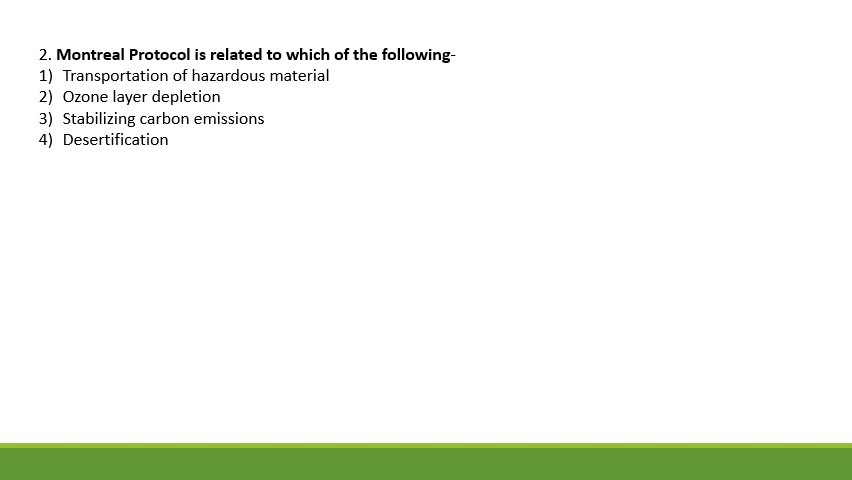 2. Montreal Protocol is related to which of the following-
1) Transportation of hazardous material
2) Ozone layer depletion
3) Stabilizing carbon emissions
4) Desertification